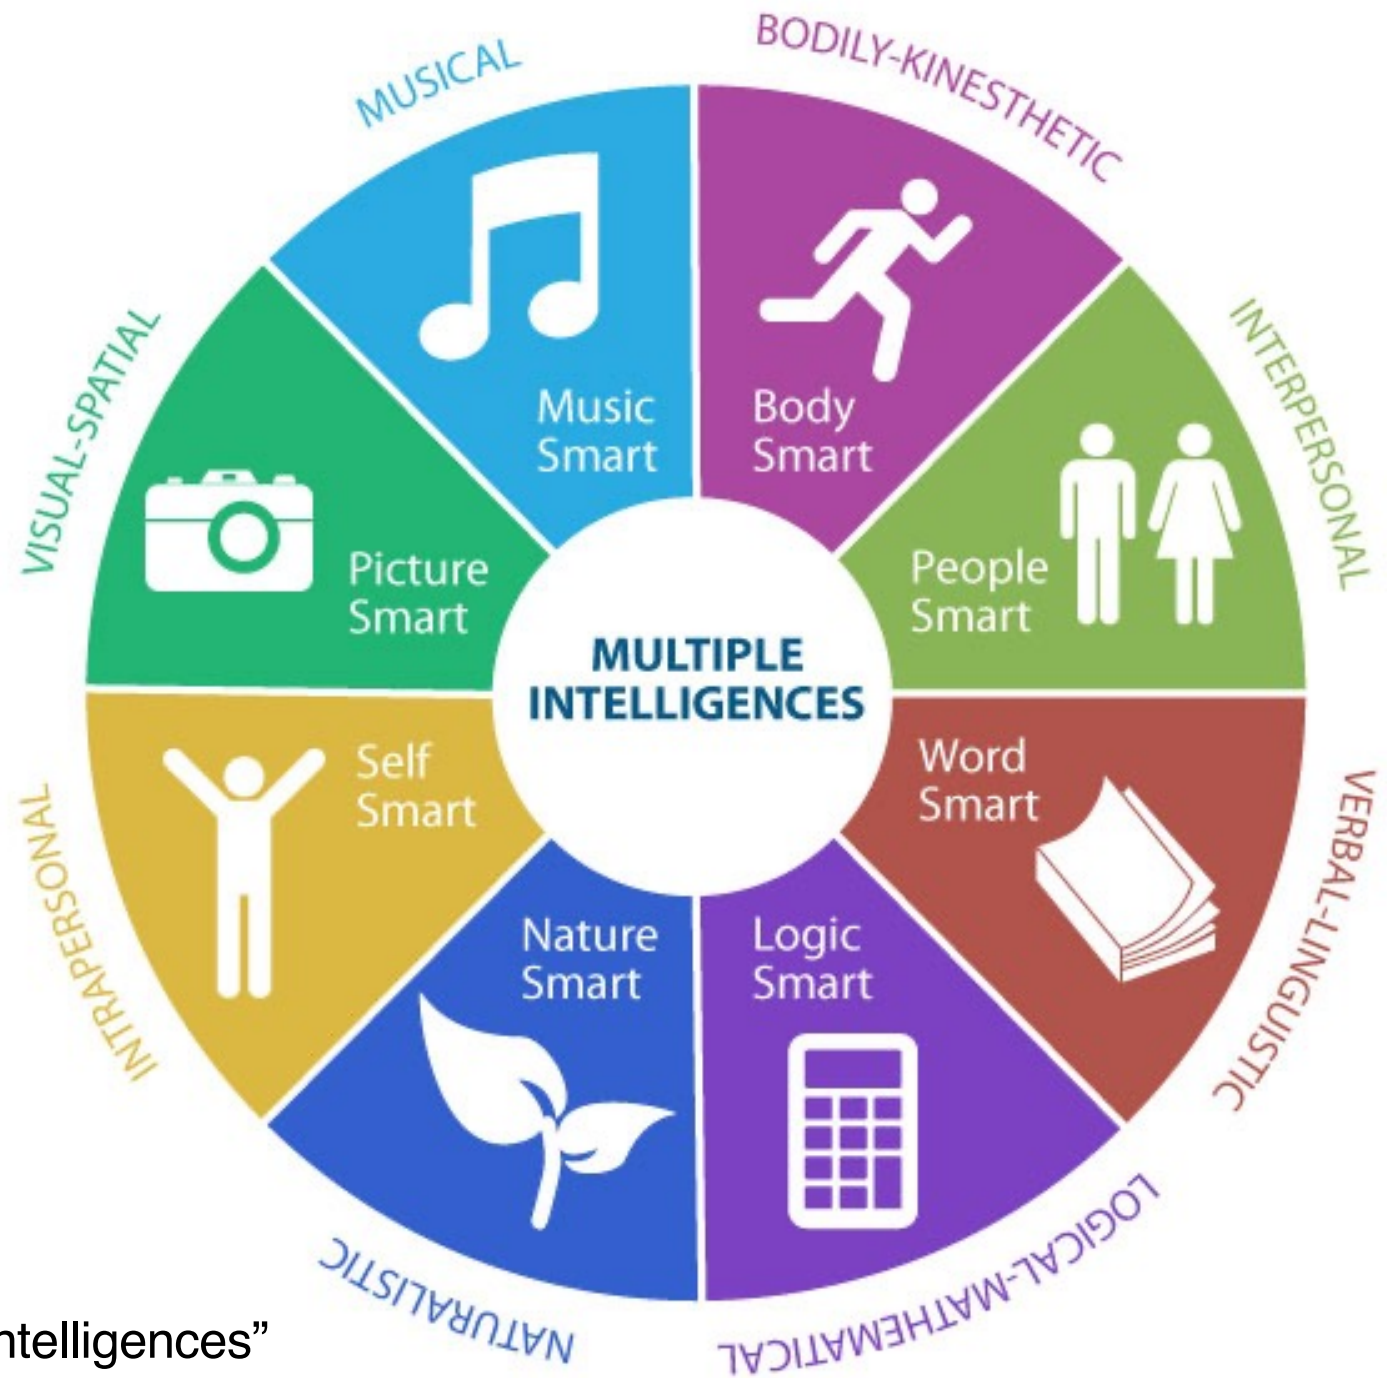 MUSICAL
BODILY-KINESTHETIC
INTERPERSONAL
VERBAL-LINGUISTIC
LOGICAL-MATHEMATICAL
NATURALISTIC
INTRAPERSONAL
VISUAL-SPATIAL
Music
Smart
Body
Smart
People
Smart
Word
Smart
Logic
Smart
Nature
Smart
Self
Smart
Picture
Smart
MULTIPLE
INTELLIGENCES
ntelligences”